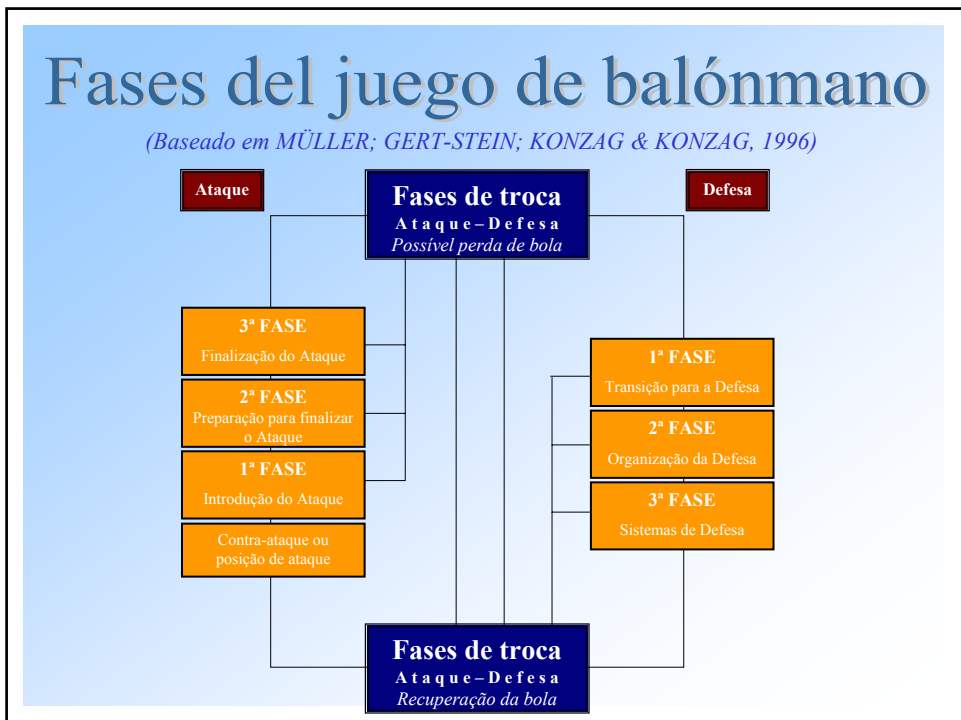 Fases del juego de balónmano
(Baseado em MÜLLER; GERT-STEIN; KONZAG & KONZAG, 1996)
Ataque
Fases de troca
Ataque–Defesa
Possível perda de bola
Defesa
3ª FASE
Finalização do Ataque
2ª FASE
Preparação para finalizar
o Ataque
1ª FASE
Introdução do Ataque
Contra-ataque ou
posição de ataque
1ª FASE
Transição para a Defesa
2ª FASE
Organização da Defesa
3ª FASE
Sistemas de Defesa
Fases de troca
Ataque–Defesa
Recuperação da bola